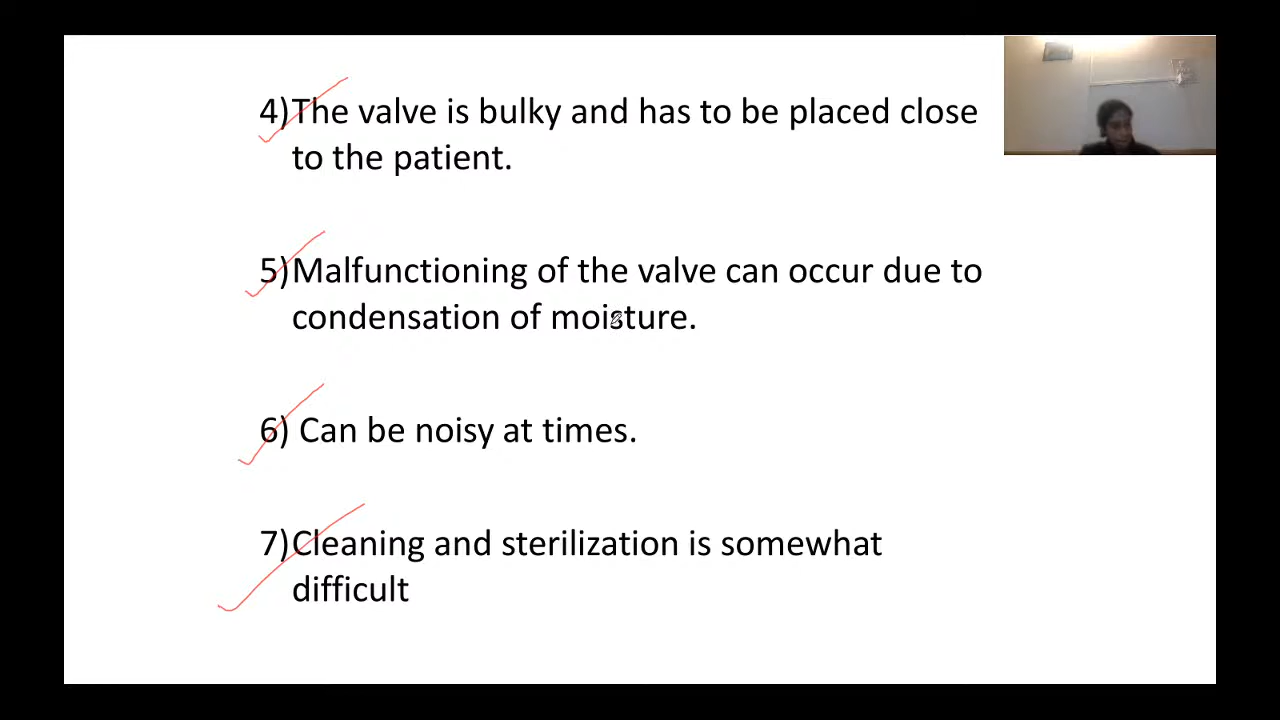 4)The valve is bulky and has to be placed close
to the patient.
5)Malfunctioning of the valve can occur due to
condensation of moisture.
6) Can be noisy at times.
7)Cleaning and sterilization is somewhat
difficult